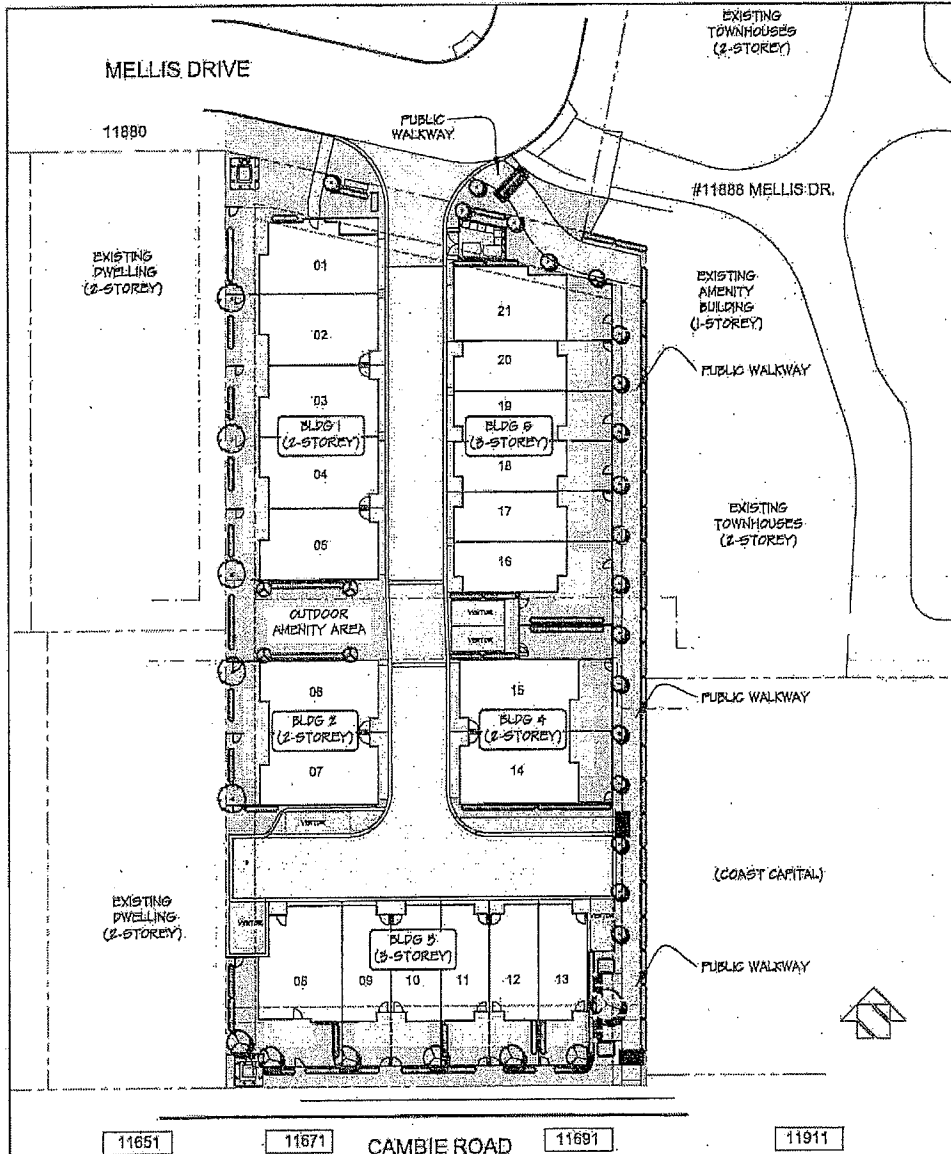 EXISTING
TOWNHOUSES
(2-STOREY)
MELLIS DRIVE
11880
PUBLIC
WALKWAY
#11888 MELLIS DR.
EXISTING
DWELLING
(2-STOREY)
01
02
03
BLDG 1
(2-STOREY)
04
05
21
20
19
BLDG 5
(3-STOREY)
18
17
16
EXISTING
AMENITY
BUILDING
(1-STOREY)
PUBLIC WALKWAY
EXISTING
TOWNHOUSES
(2-STOREY)
OUTDOOR
AMENITY AREA
VISITOR
VISITOR
06
BLDG 2
(2-STOREY)
07
15
BLDG 4
(2-STOREY)
14
PUBLIC WALKWAY
VISITOR
(COAST CAPITAL)
EXISTING
DWELLING
(2-STOREY)
VISITOR
BLDG 3
(3-STOREY)
VISITOR
08
09
10
11
12
13
PUBLIC WALKWAY
11651
11671
CAMBIE ROAD
11691
11911